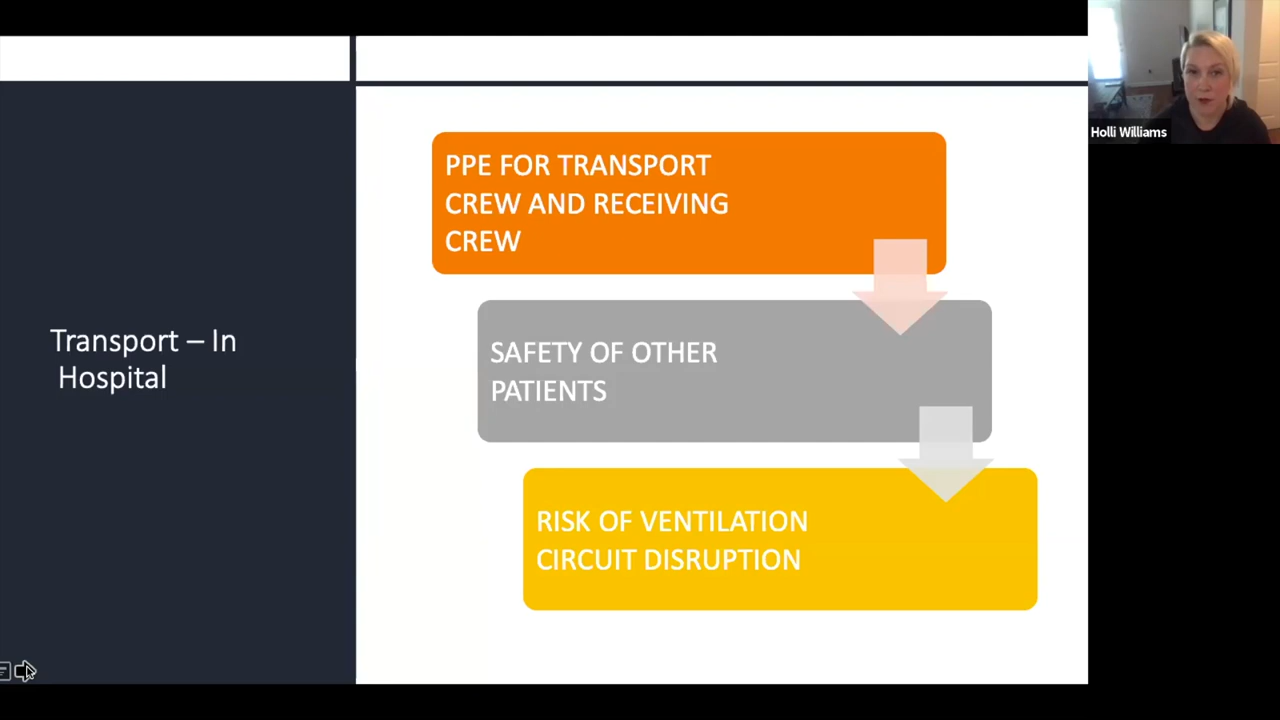 Holli Williams
PPE FOR TRANSPORT
CREW AND RECEIVING
CREW
SAFETY OF OTHER
PATIENTS
Transport – In
Hospital
RISK OF VENTILATION
CIRCUIT DISRUPTION